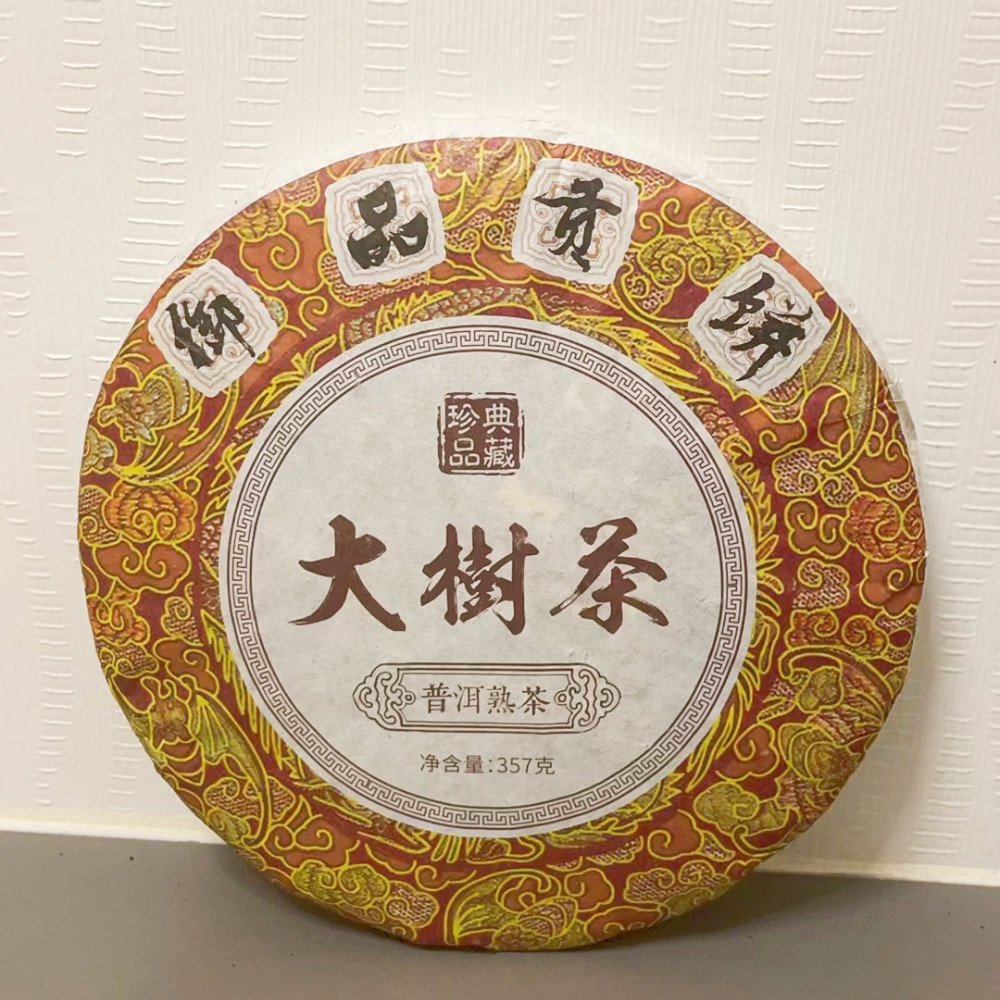 御品贡饼
典藏
珍品
大樹茶
普洱熟茶
净含量：357克